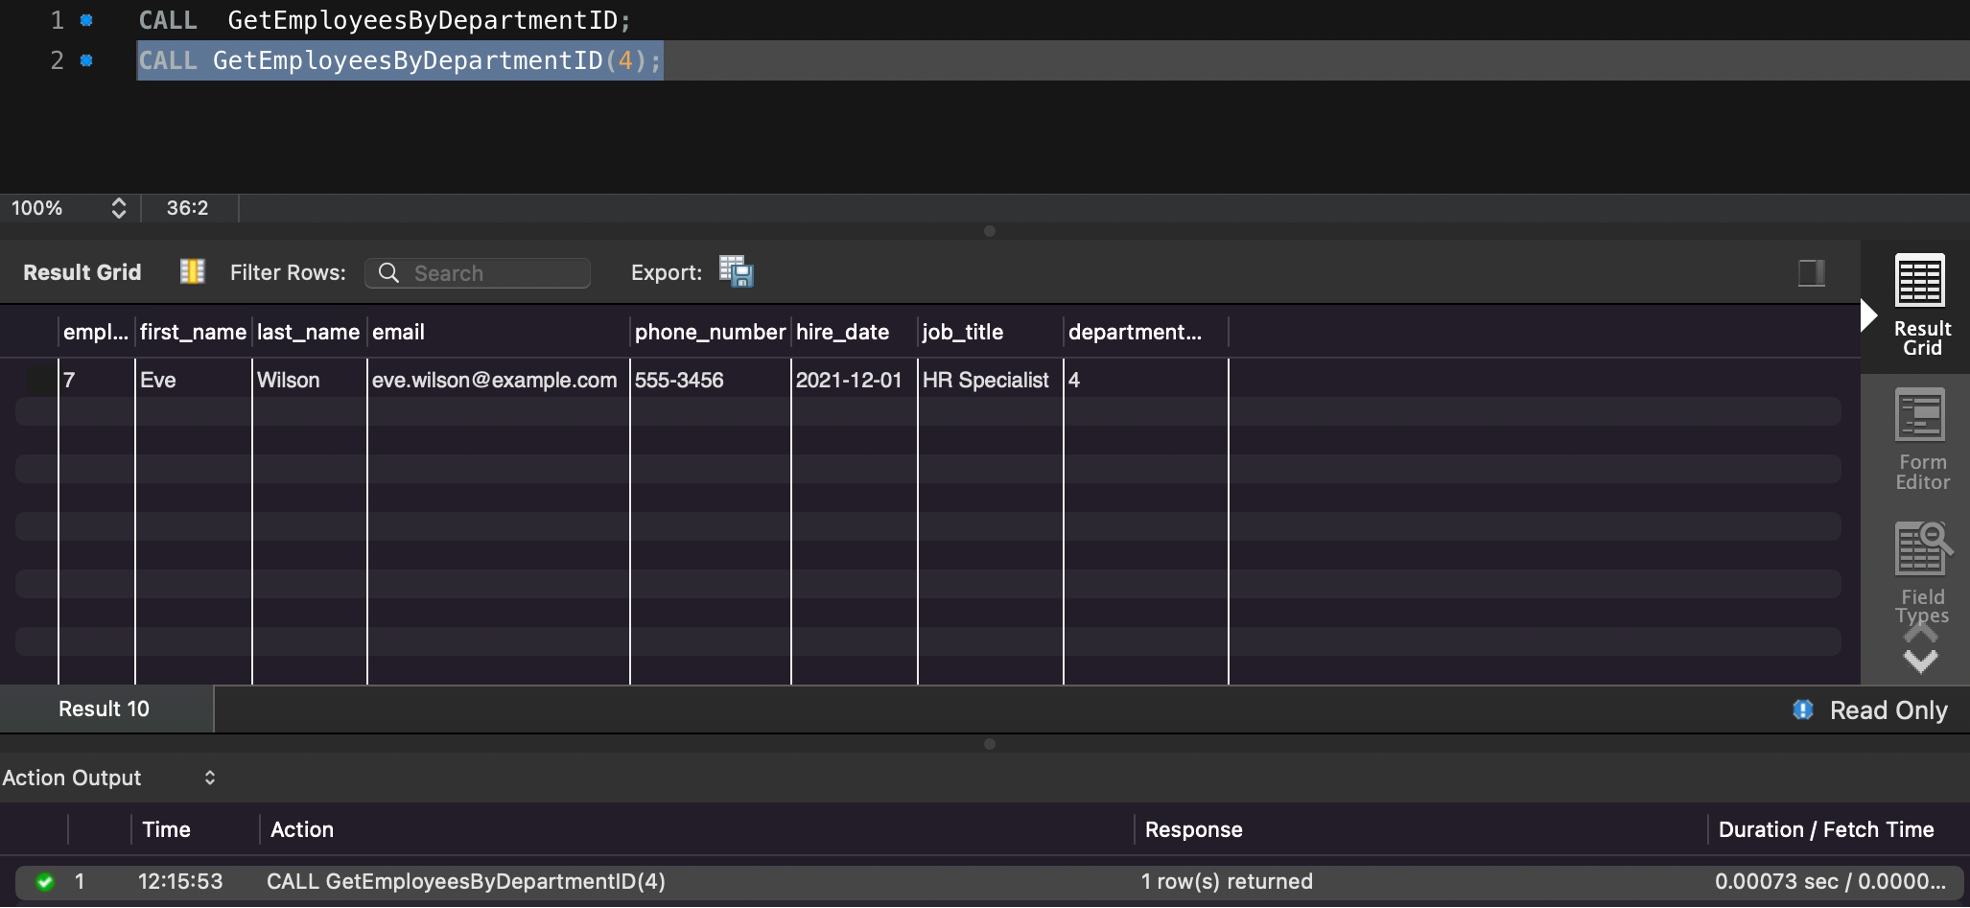 1 CALL  GetEmployeesByDepartmentID;
2 CALL GetEmployeesByDepartmentID(4);
100% 36:2
Result Grid Filter Rows: Search Export:
empl... first_name last_name email phone_number hire_date job_title department...
7 Eve Wilson eve.wilson@example.com 555-3456 2021-12-01 HR Specialist 4
Result
Grid
Form
Editor
Field
Types
Result 10 Read Only
Action Output
Time Action Response Duration / Fetch Time
1 12:15:53 CALL GetEmployeesByDepartmentID(4) 1 row(s) returned 0.00073 sec / 0.0000...